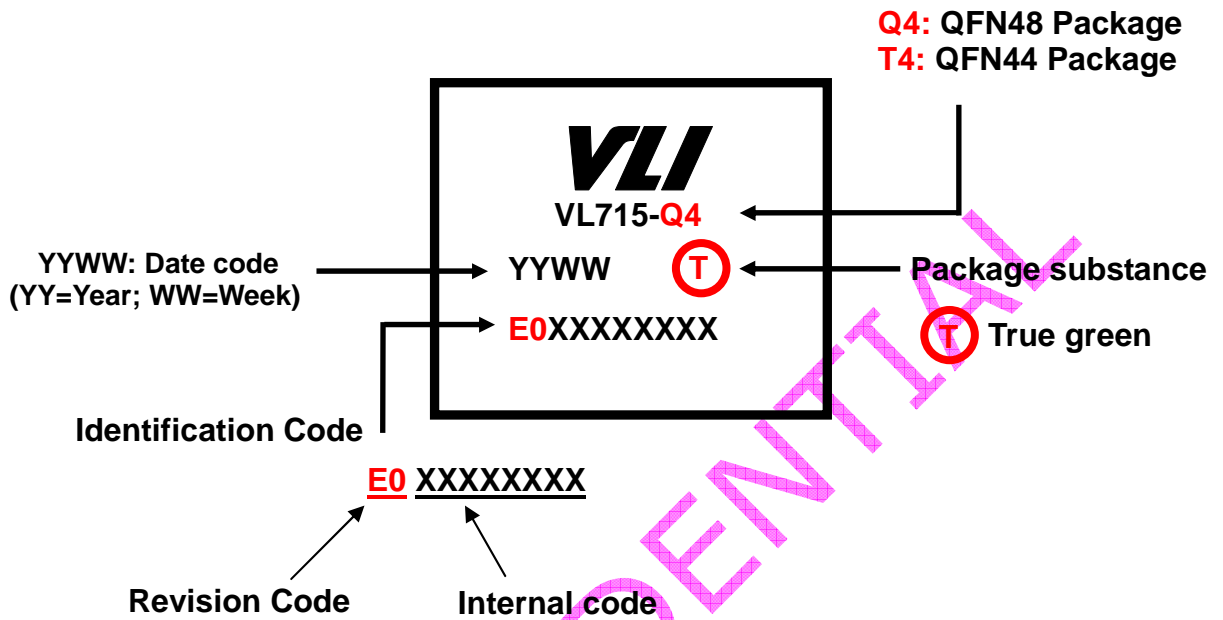 Q4: QFN48 Package
T4: QFN44 Package
VLI
VL715-Q4
YYWW: Date code
(YY=Year; WW=Week)
YYWW
T
Package substance
E0XXXXXXXX
T True green
Identification Code
E0 XXXXXXXX
Revision Code
Internal code
DENTIAL